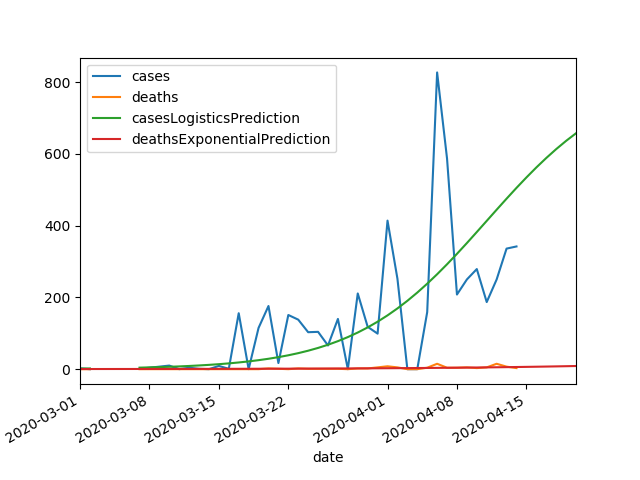 cases
deaths
casesLogisticsPrediction
deathsExponentialPrediction
800
600
400
200
0
2020-03-01
2020-03-08
2020-03-15
2020-03-22
2020-04-01
2020-04-08
2020-04-15
date